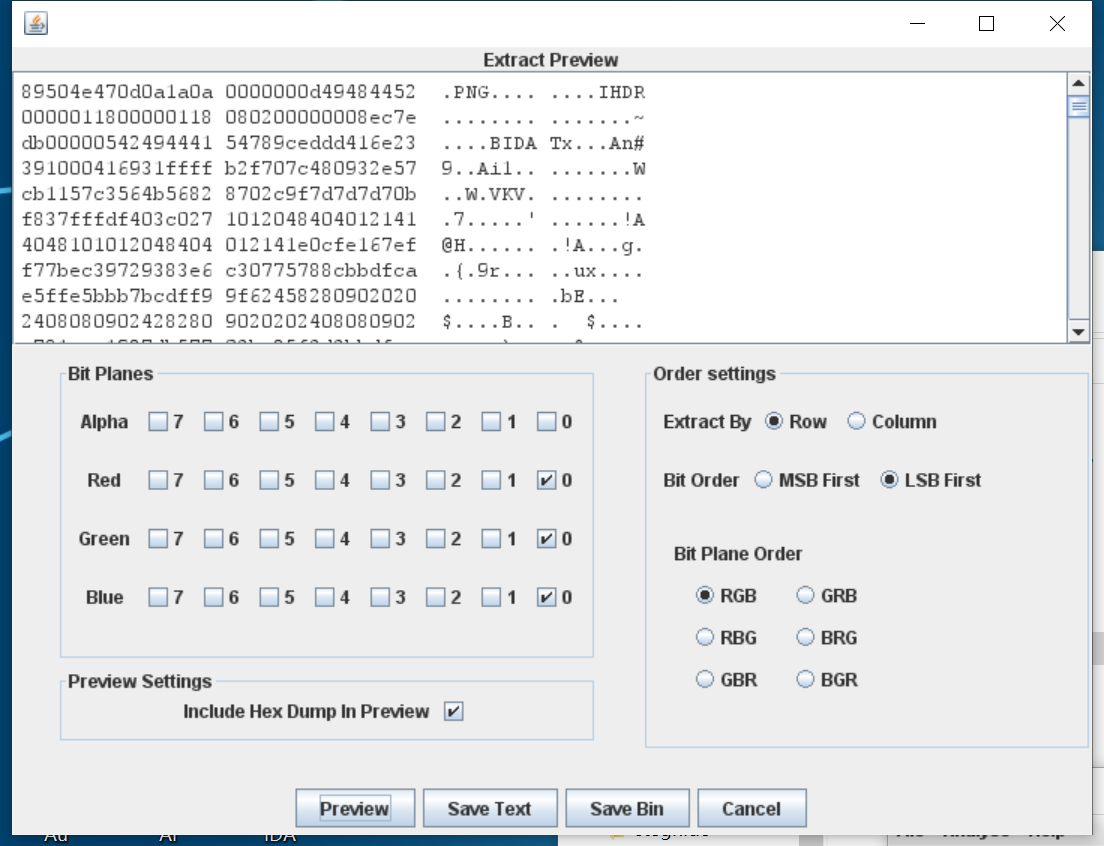 Extract Preview
89504e470d0a1a0a 0000000d49484452 .PNG.... ....IHDR
0000011800000118 080200000008ec7e ........ .......~
db00000542494441 54789ceddd416e23 ....BIDA Tx...An#
391000416931ffff b2f707c480932e57 9..Ai1.. .......W
cb1157c3564b5682 8702c9f7d7d7d70b ..W.VKV. ........
f837fffdf403c027 1012048404012141 .7.....' ......!A
4048101012048404 012141e0cfe167ef @H...... .!A...g.
f77bec39729383e6 c30775788cbbdfca .{.9r... ..ux....
e5ffe5bbb7bcdff9 9f62458280902020 ........ .bE...
2408080902428280 9020202408080902 $....B.. . $....
Bit Planes
Alpha 7 6 5 4 3 2 1 0
Red 7 6 5 4 3 2 1 0
Green 7 6 5 4 3 2 1 0
Blue 7 6 5 4 3 2 1 0
Preview Settings
Include Hex Dump In Preview
Order settings
Extract By Row Column
Bit Order MSB First LSB First
Bit Plane Order
RGB GRB
RBG BRG
GBR BGR
Preview Save Text Save Bin Cancel